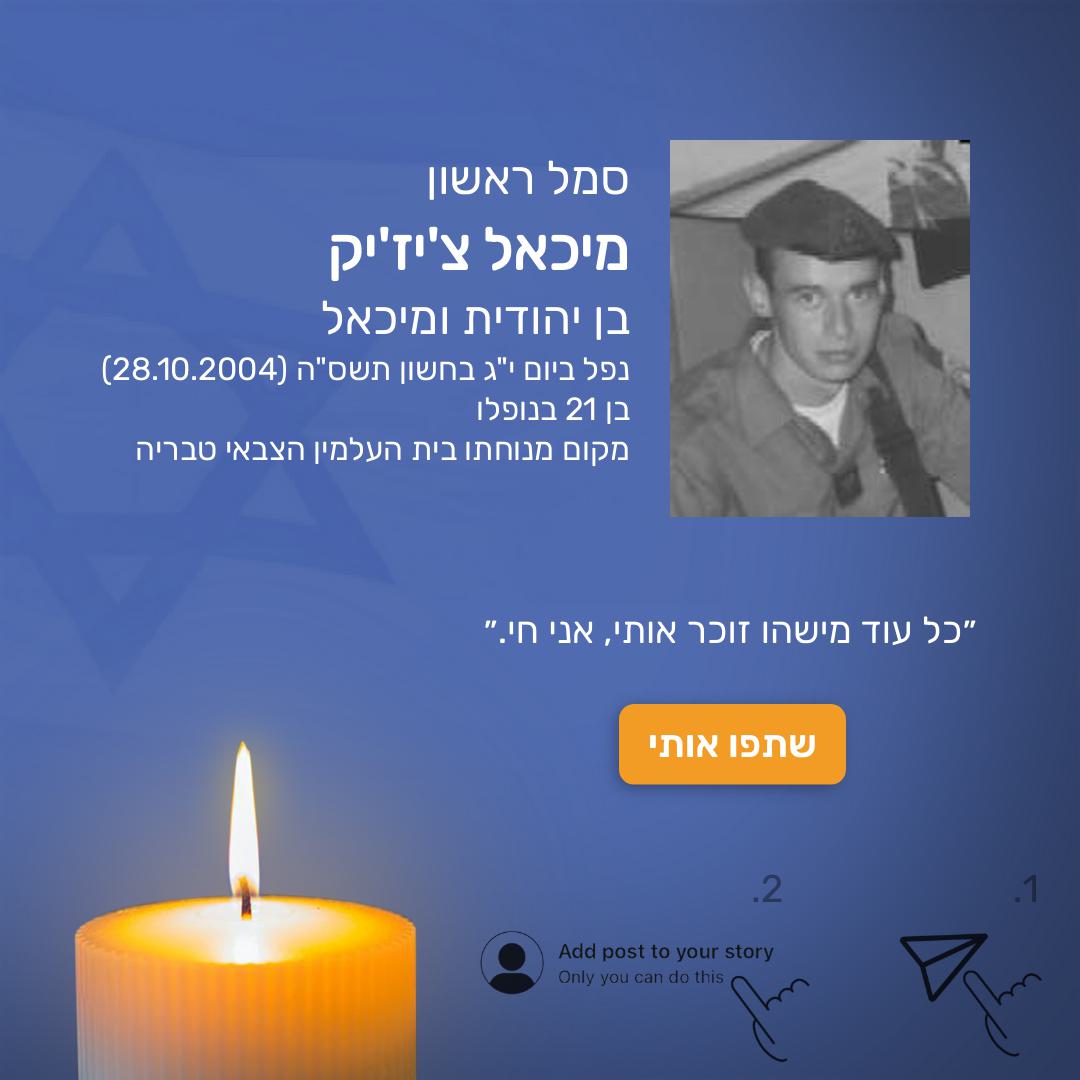 סמל ראשון
מיכאל צ'יז'יק
בן יהודית ומיכאל
נפל ביום י"ג בחשון תשס"ה (28.10.2004)
בן 21 בנופלו
מקום מנוחתו בית העלמין הצבאי טבריה
״כל עוד מישהו זוכר אותי, אני חי.״
שתפו אותי
1.
2.
Add post to your story
Only you can do this